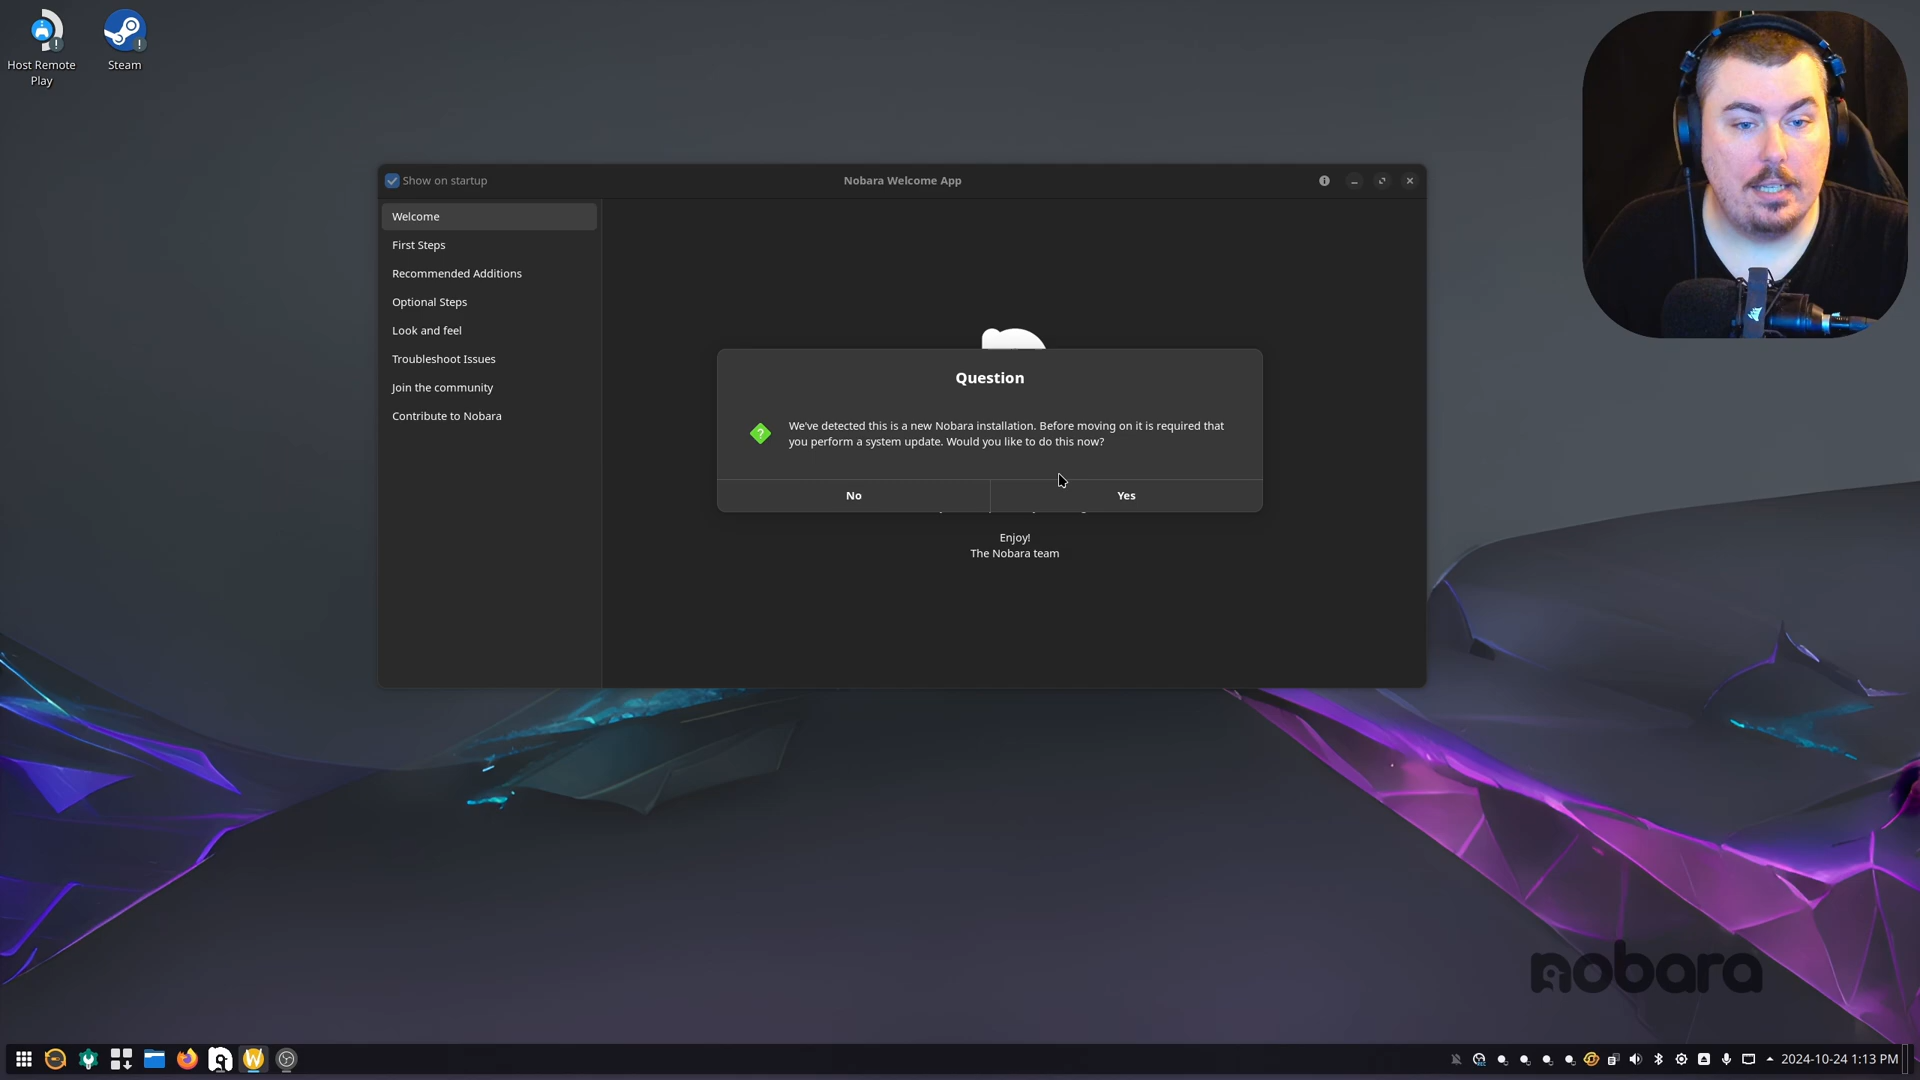 Host Remote
Play
Steam
Show on startup
Nobara Welcome App
Welcome
First Steps
Recommended Additions
Optional Steps
Look and feel
Troubleshoot Issues
Join the community
Contribute to Nobara
Question
We've detected this is a new Nobara installation. Before moving on it is required that
you perform a system update. Would you like to do this now?
No
Yes
Enjoy!
The Nobara team
nobara
2024-10-24 1:13 PM